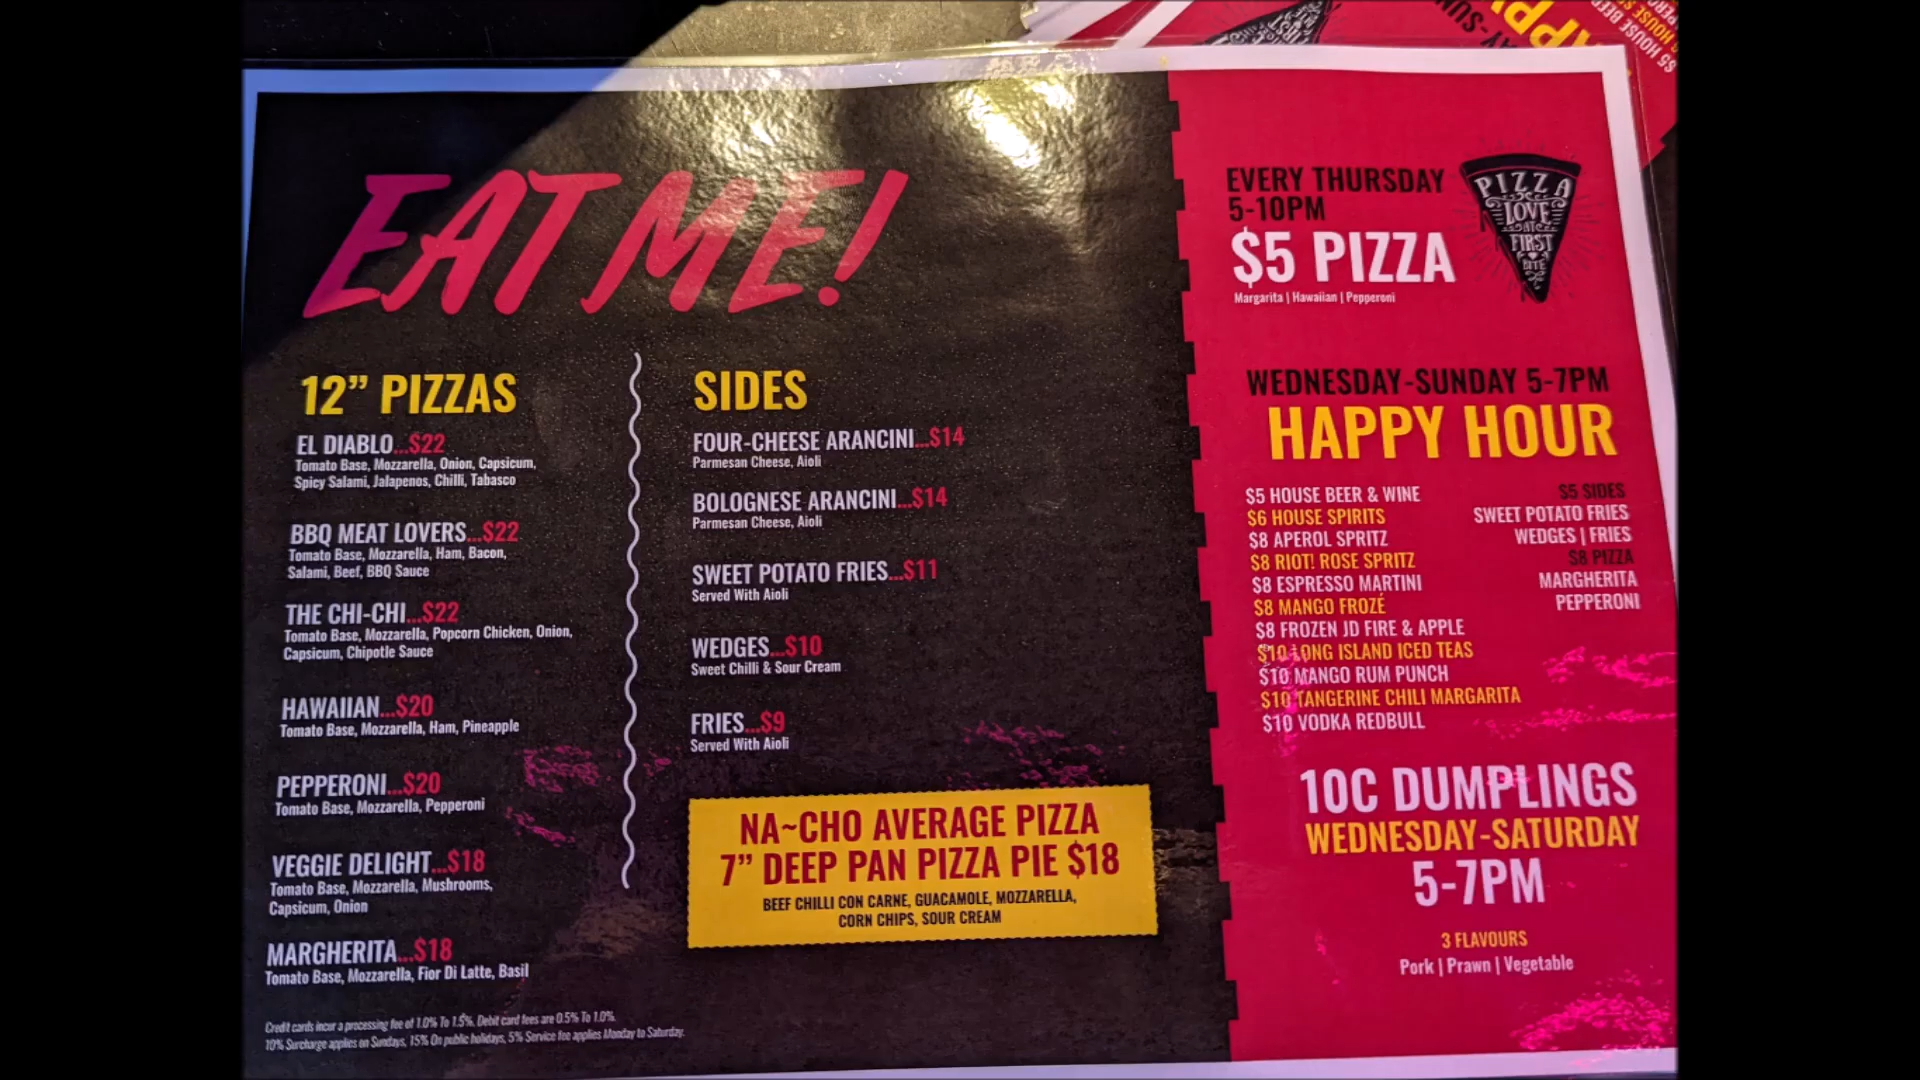 EAT ME!
12” PIZZAS
EL DIABLO...$22
Tomato Base, Mozzarella, Onion, Capsicum,
Spicy Salami, Jalapenos, Chilli, Tabasco
BBQ MEAT LOVERS...$22
Tomato Base, Mozzarella, Ham, Bacon,
Salami, Beef, BBQ Sauce
THE CHI-CHI...$22
Tomato Base, Mozzarella, Popcorn Chicken, Onion,
Capsicum, Chipotle Sauce
HAWAIIAN...$20
Tomato Base, Mozzarella, Ham, Pineapple
PEPPERONI...$20
Tomato Base, Mozzarella, Pepperoni
VEGGIE DELIGHT...$18
Tomato Base, Mozzarella, Mushrooms,
Capsicum, Onion
MARGHERITA...$18
Tomato Base, Mozzarella, Fior Di Latte, Basil
Credit cards incur a processing fee of 1.0% To 1.5%. Debit card fees are 0.5% To 1.0%.
10% Surcharge applies on Sundays, 15% On public holidays, 5% Service fee applies Monday to Saturday.
SIDES
FOUR-CHEESE ARANCINI...$14
Parmesan Cheese, Aioli
BOLOGNESE ARANCINI...$14
Parmesan Cheese, Aioli
SWEET POTATO FRIES...$11
Served With Aioli
WEDGES...$10
Sweet Chilli & Sour Cream
FRIES...$9
Served With Aioli
NA~CHO AVERAGE PIZZA
7” DEEP PAN PIZZA PIE $18
BEEF CHILLI CON CARNE, GUACAMOLE, MOZZARELLA,
CORN CHIPS, SOUR CREAM
EVERY THURSDAY
5-10PM
$5 PIZZA
Margarita | Hawaiian | Pepperoni
PIZZA
LOVE
AT
FIRST
BITE
WEDNESDAY-SUNDAY 5-7PM
HAPPY HOUR
$5 HOUSE BEER & WINE
$6 HOUSE SPIRITS
$8 APEROL SPRITZ
$8 RIOT! ROSE SPRITZ
$8 ESPRESSO MARTINI
$8 MANGO FROZÉ
$8 FROZEN JD FIRE & APPLE
$10 LONG ISLAND ICED TEAS
$10 MANGO RUM PUNCH
$10 TANGERINE CHILI MARGARITA
$10 VODKA REDBULL
$5 SIDES
SWEET POTATO FRIES
WEDGES | FRIES
$8 PIZZA
MARGHERITA
PEPPERONI
10C DUMPLINGS
WEDNESDAY-SATURDAY
5-7PM
3 FLAVOURS
Pork | Prawn | Vegetable